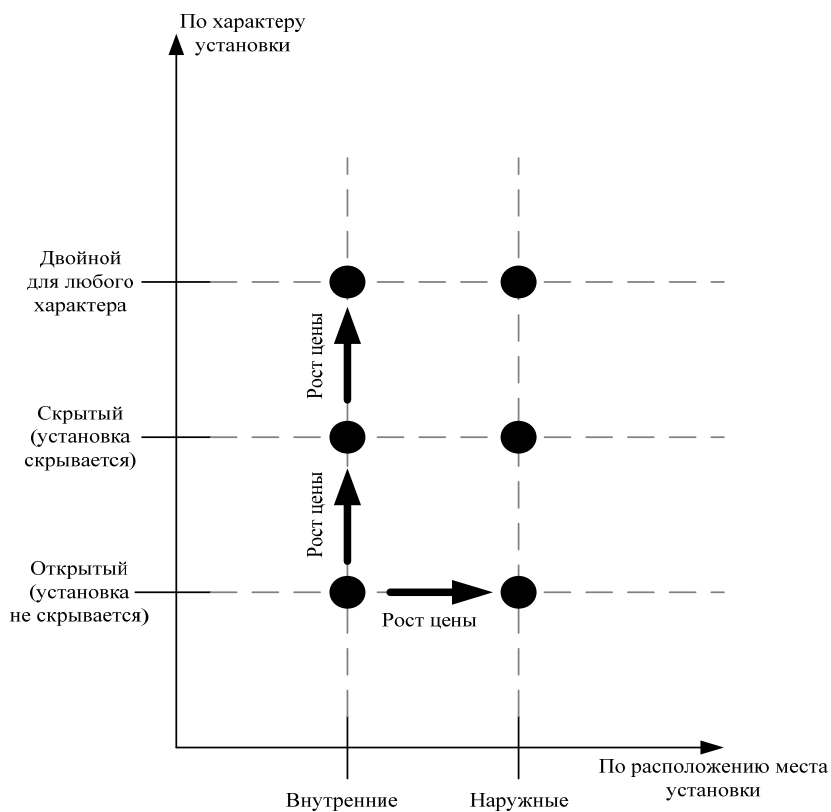 По характеру
установки
Двойной
для любого
характера
Рост цены
Скрытый
(установка
скрывается)
Рост цены
Открытый
(установка
не скрывается)
Рост цены
По расположению места
установки
Внутренние
Наружные